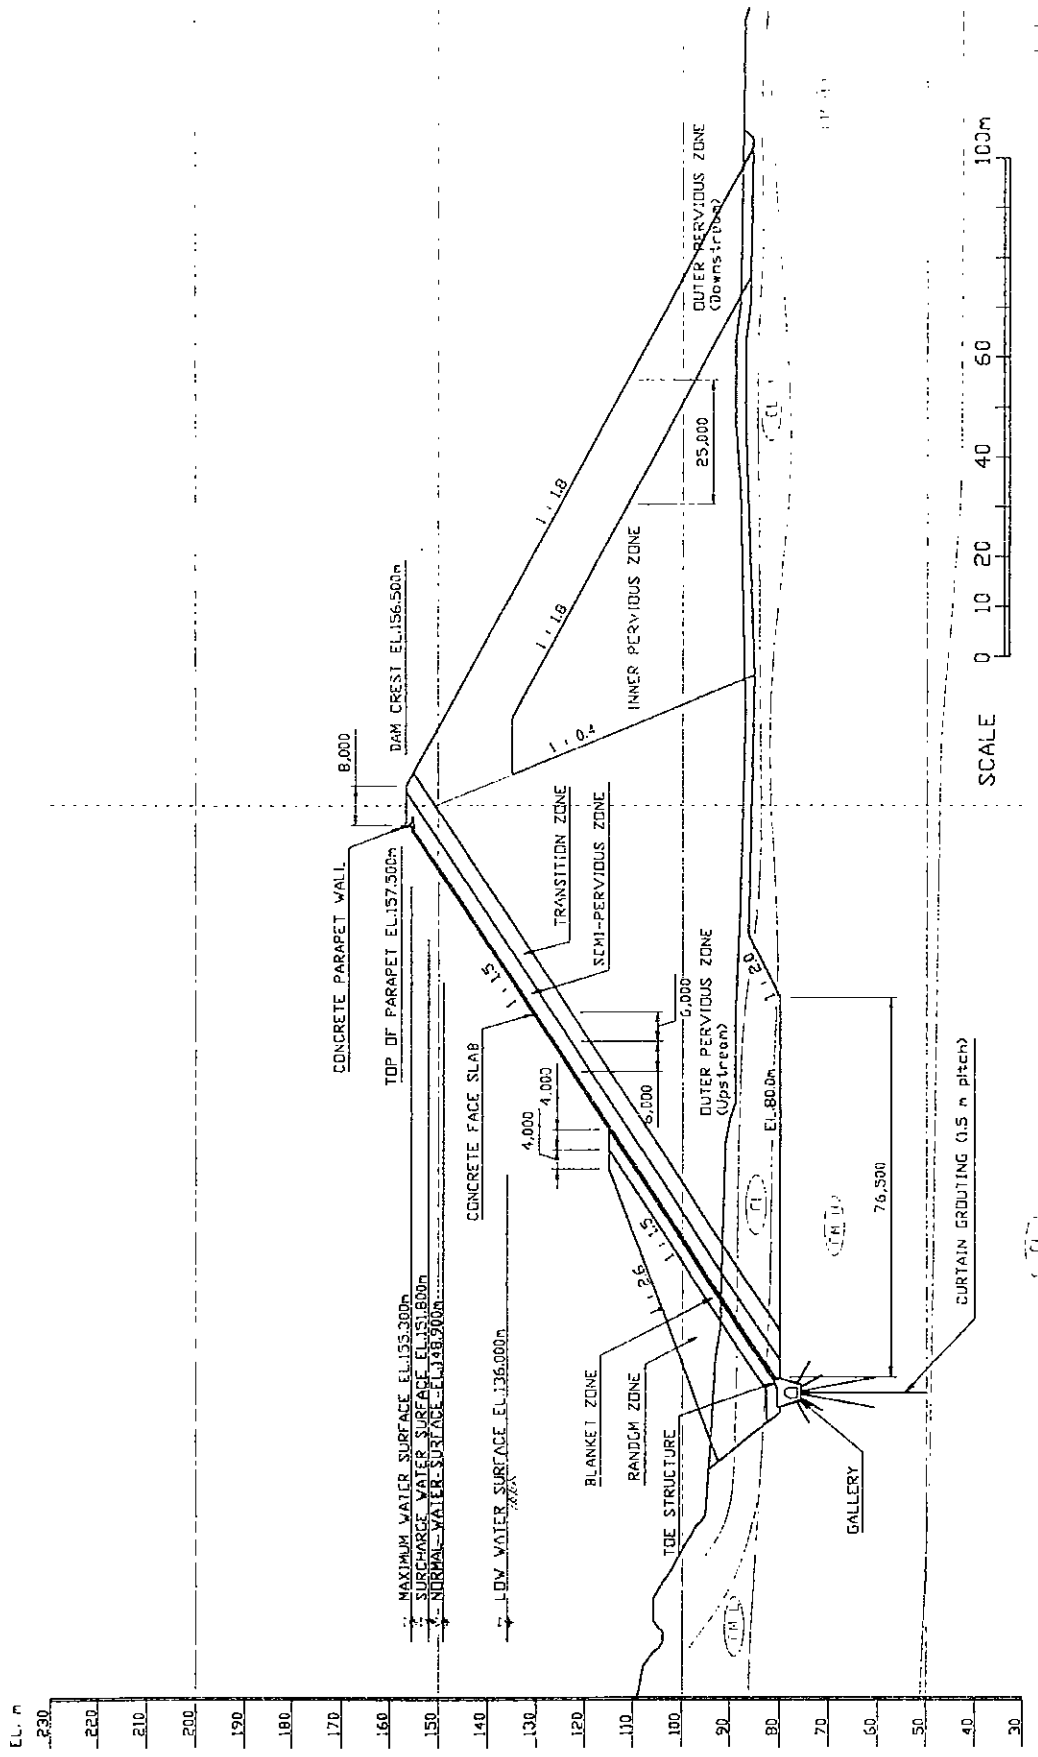 EL. m
230
220
210
200
190
180
170
160
150
140
130
120
110
100
90
80
70
60
50
40
30
MAXIMUM WATER SURFACE EL.155.300m
SURCHARGE WATER SURFACE EL.151.800m
NORMAL WATER SURFACE EL.148.900m
LOW WATER SURFACE EL.136.000m
CONCRETE PARAPET WALL
TOP OF PARAPET EL.157.500m
8,000
DAM CREST EL.156.500m
CONCRETE FACE SLAB
1 : 1.5
TRANSITION ZONE
SEMI-PERVIOUS ZONE
4,000
4,000
6,000
6,000
1 : 1.8
1 : 1.8
1 : 0.4
INNER PERVIOUS ZONE
25,000
OUTER PERVIOUS ZONE
(Downstream)
OUTER PERVIOUS ZONE
(Upstream)
1 : 1.5
1 : 2.6
BLANKET ZONE
RANDOM ZONE
TOE STRUCTURE
GALLERY
EL.80.0m
1 : 2.0
76,500
CURTAIN GROUTING (1.5 m pitch)
CL
CL
SCALE
0 10 20 40 60 100m